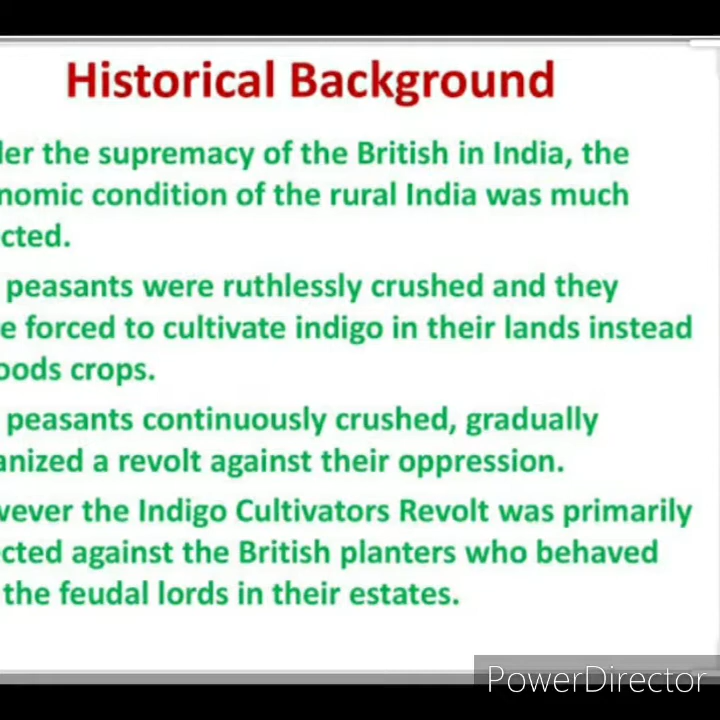 Historical Background
der the supremacy of the British in India, the
nomic condition of the rural India was much
cted.
peasants were ruthlessly crushed and they
e forced to cultivate indigo in their lands instead
oods crops.
peasants continuously crushed, gradually
anized a revolt against their oppression.
wever the Indigo Cultivators Revolt was primarily
cted against the British planters who behaved
the feudal lords in their estates.
PowerDirector